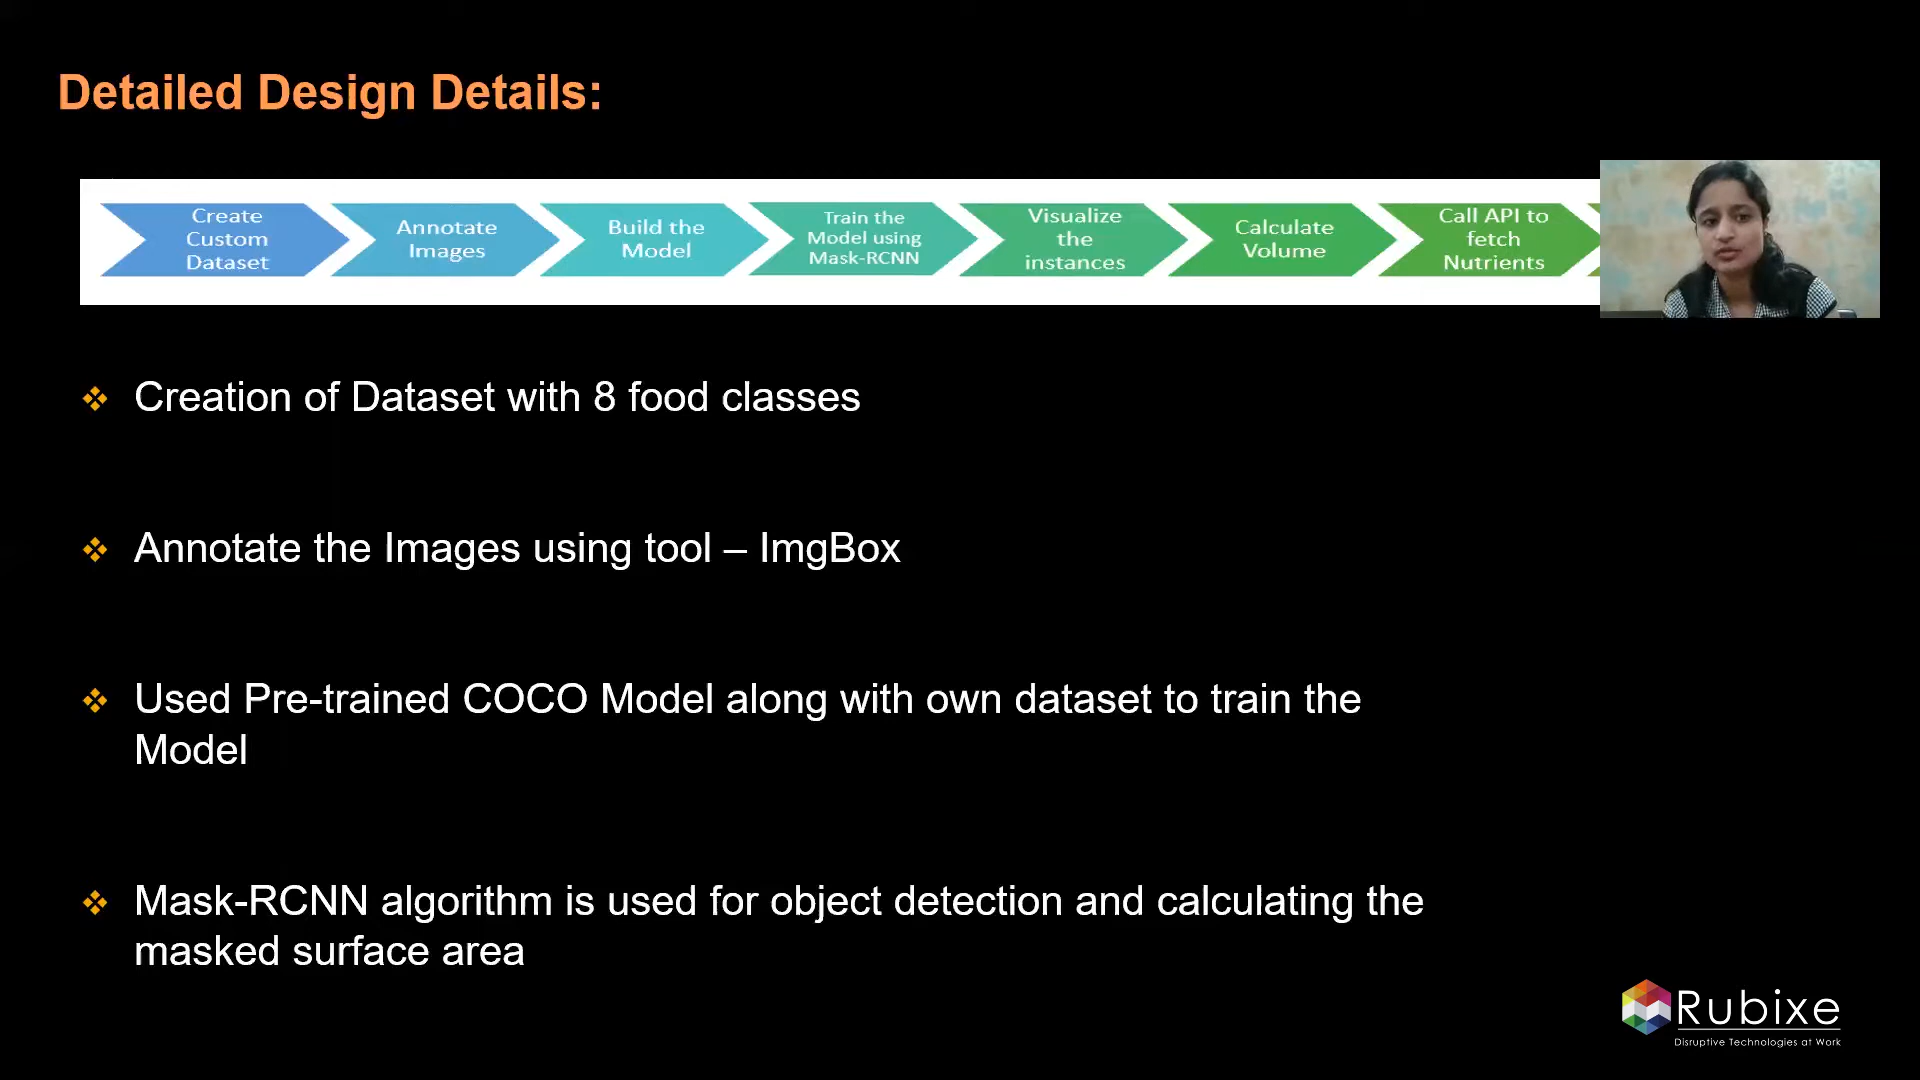 Detailed Design Details:
Create
Custom
Dataset
Annotate
Images
Build the
Model
Train the
Model using
Mask-RCNN
Visualize
the
instances
Calculate
Volume
Call API to
fetch
Nutrients
Creation of Dataset with 8 food classes
Annotate the Images using tool – ImgBox
Used Pre-trained COCO Model along with own dataset to train the
Model
Mask-RCNN algorithm is used for object detection and calculating the
masked surface area
Rubixe
Disruptive Technologies at Work